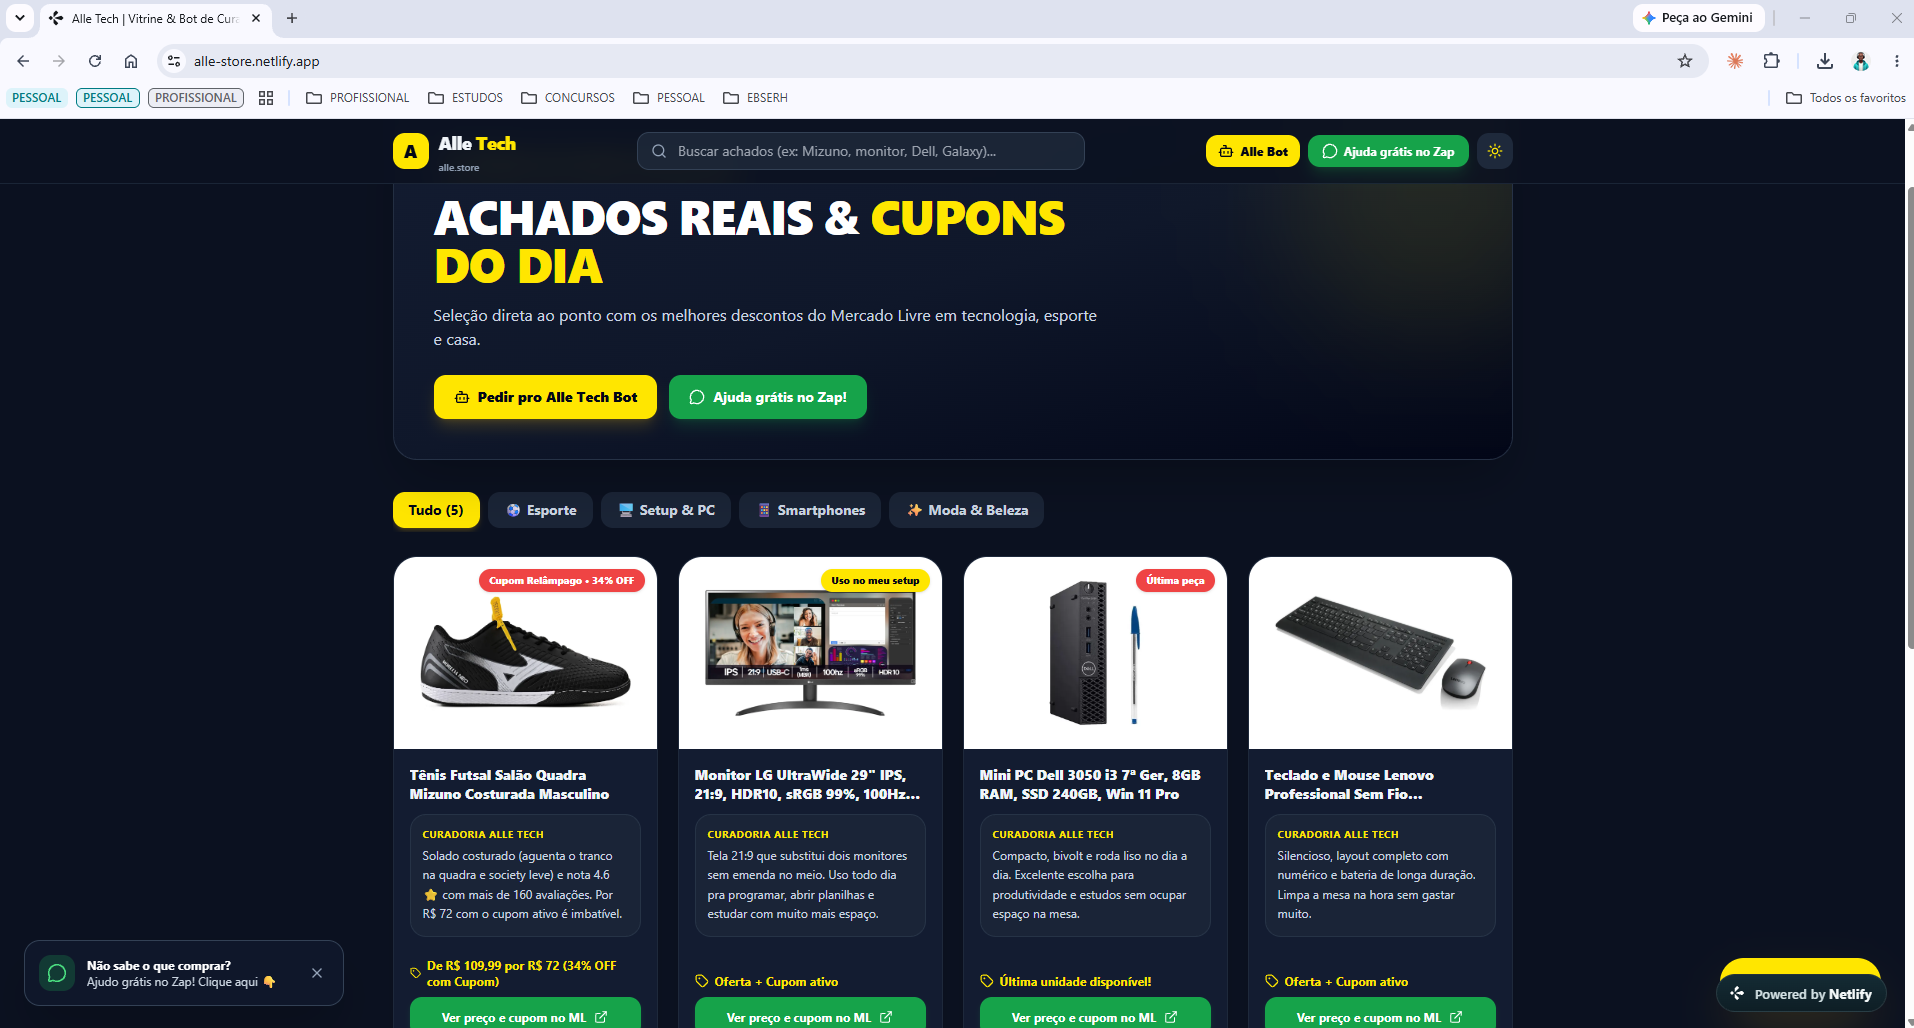 Alle Tech | Vitrine & Bot de Cura
Peça ao Gemini
alle-store.netlify.app
PESSOAL
PESSOAL
PROFISSIONAL
PROFISSIONAL
ESTUDOS
CONCURSOS
PESSOAL
EBSERH
Todos os favoritos
A
Alle Tech
alle.store
Buscar achados (ex: Mizuno, monitor, Dell, Galaxy)...
Alle Bot
Ajuda grátis no Zap
ACHADOS REAIS & CUPONS
DO DIA
Seleção direta ao ponto com os melhores descontos do Mercado Livre em tecnologia, esporte
e casa.
Pedir pro Alle Tech Bot
Ajuda grátis no Zap!
Tudo (5)
Esporte
Setup & PC
Smartphones
Moda & Beleza
Cupom Relâmpago • 34% OFF
Tênis Futsal Salão Quadra
Mizuno Costurada Masculino
CURADORIA ALLE TECH
Solado costurado (aguenta o tranco
na quadra e society leve) e nota 4.6
⭐ com mais de 160 avaliações. Por
R$ 72 com o cupom ativo é imbatível.
De R$ 109,99 por R$ 72 (34% OFF
com Cupom)
Ver preço e cupom no ML
Uso no meu setup
IPS | 21:9 | USB-C | 1ms (MBR) | 100hz | sRGB 99% | HDR10
Monitor LG UltraWide 29" IPS,
21:9, HDR10, sRGB 99%, 100Hz...
CURADORIA ALLE TECH
Tela 21:9 que substitui dois monitores
sem emenda no meio. Uso todo dia
pra programar, abrir planilhas e
estudar com muito mais espaço.
Oferta + Cupom ativo
Ver preço e cupom no ML
Última peça
DELL
Mini PC Dell 3050 i3 7ª Ger, 8GB
RAM, SSD 240GB, Win 11 Pro
CURADORIA ALLE TECH
Compacto, bivolt e roda liso no dia a
dia. Excelente escolha para
produtividade e estudos sem ocupar
espaço na mesa.
Última unidade disponível!
Ver preço e cupom no ML
Teclado e Mouse Lenovo
Professional Sem Fio...
CURADORIA ALLE TECH
Silencioso, layout completo com
numérico e bateria de longa duração.
Limpa a mesa na hora sem gastar
muito.
Oferta + Cupom ativo
Ver preço e cupom no ML
Não sabe o que comprar?
Ajudo grátis no Zap! Clique aqui 👇
Powered by Netlify